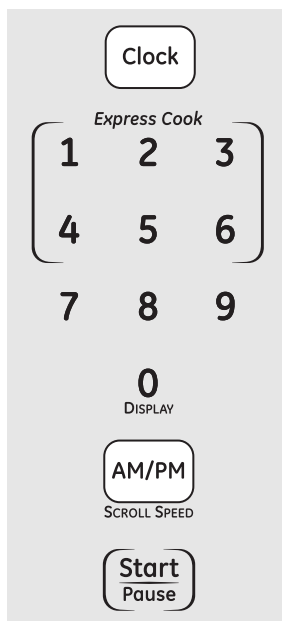 Clock
Express Cook
1 2 3
4 5 6
7 8 9
0
DISPLAY
AM/PM
SCROLL SPEED
Start
Pause